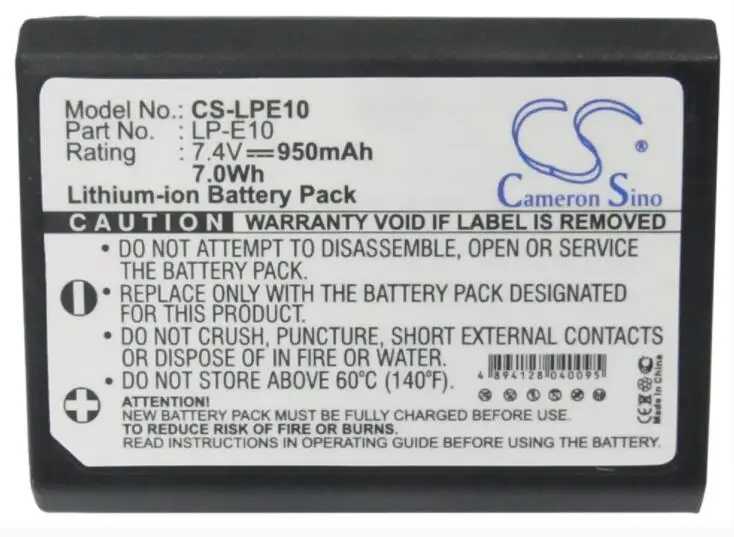 Model No.: CS-LPE10
Part No. : LP-E10
Rating : 7.4V⎓950mAh
7.0Wh
Lithium-ion Battery Pack
CS
Cameron Sino
®
CAUTION WARRANTY VOID IF LABEL IS REMOVED
• DO NOT ATTEMPT TO DISASSEMBLE, OPEN OR SERVICE
THE BATTERY PACK.
• REPLACE ONLY WITH THE BATTERY PACK DESIGNATED
FOR THIS PRODUCT.
• DO NOT CRUSH, PUNCTURE, SHORT EXTERNAL CONTACTS
OR DISPOSE OF IN FIRE OR WATER.
• DO NOT STORE ABOVE 60°C (140°F).
4 894128 040095
ATTENTION!
NEW BATTERY PACK MUST BE FULLY CHARGED BEFORE USE.
TO REDUCE RISK OF FIRE OR BURNS.
READ INSTRUCTIONS IN OPERATING GUIDE BEFORE USING BATTERY.
CE
Made in China